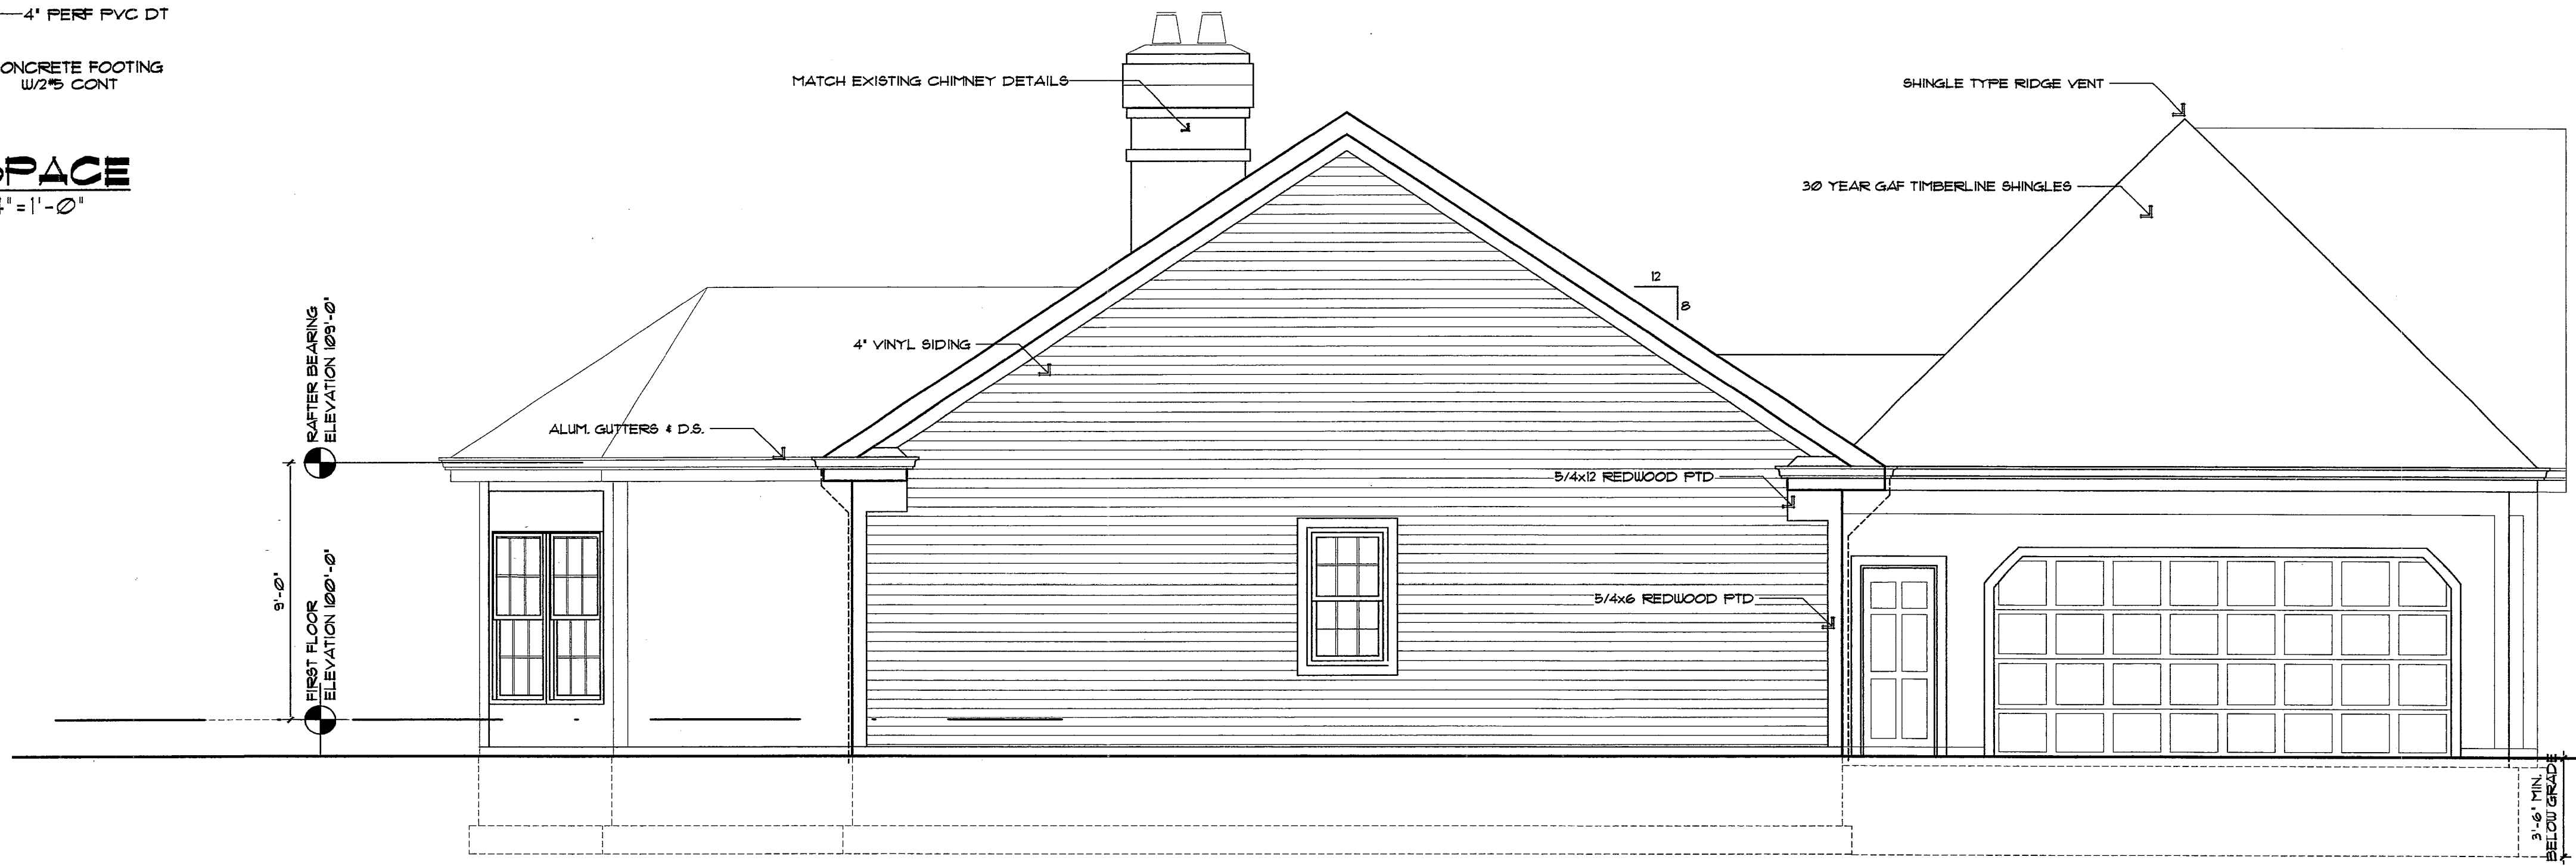 4" PERF PVC DT
ONCRETE FOOTING
W/2#5 CONT
SPACE
4"=1'-0"
MATCH EXISTING CHIMNEY DETAILS
SHINGLE TYPE RIDGE VENT
30 YEAR GAF TIMBERLINE SHINGLES
12
8
4" VINYL SIDING
RAFTER BEARING
ELEVATION 109'-0"
ALUM. GUTTERS & D.S.
5/4x12 REDWOOD PTD
5/4x6 REDWOOD PTD
9'-0"
FIRST FLOOR
ELEVATION 100'-0"
3'-6" MIN.
BELOW GRADE